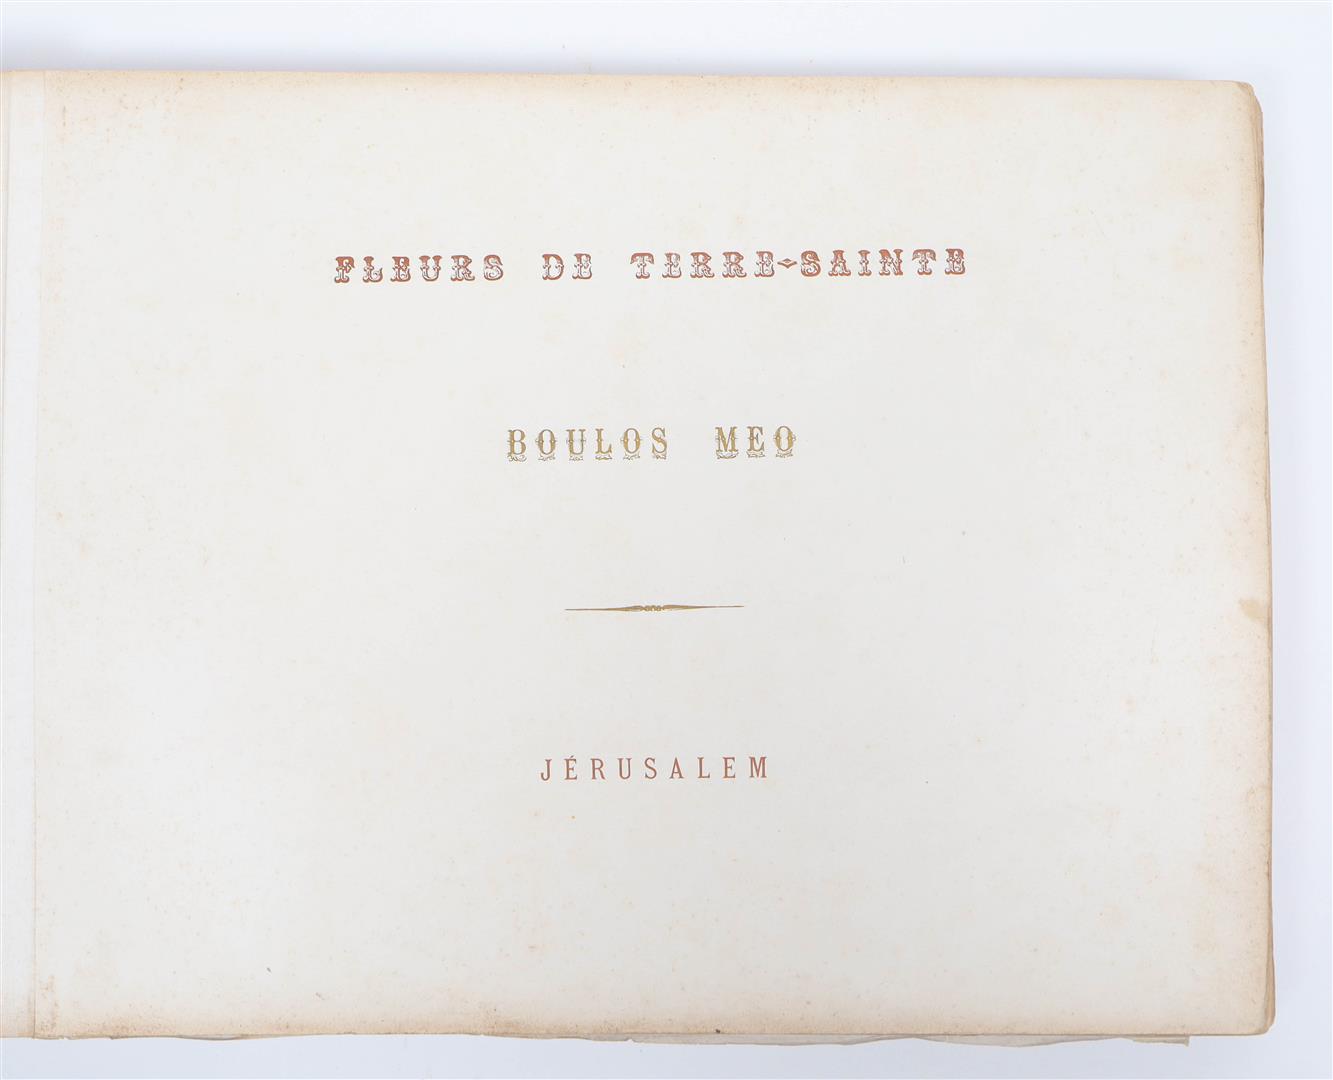 FLEURS DE TERRE-SAINTE
BOULOS MEO
JÉRUSALEM